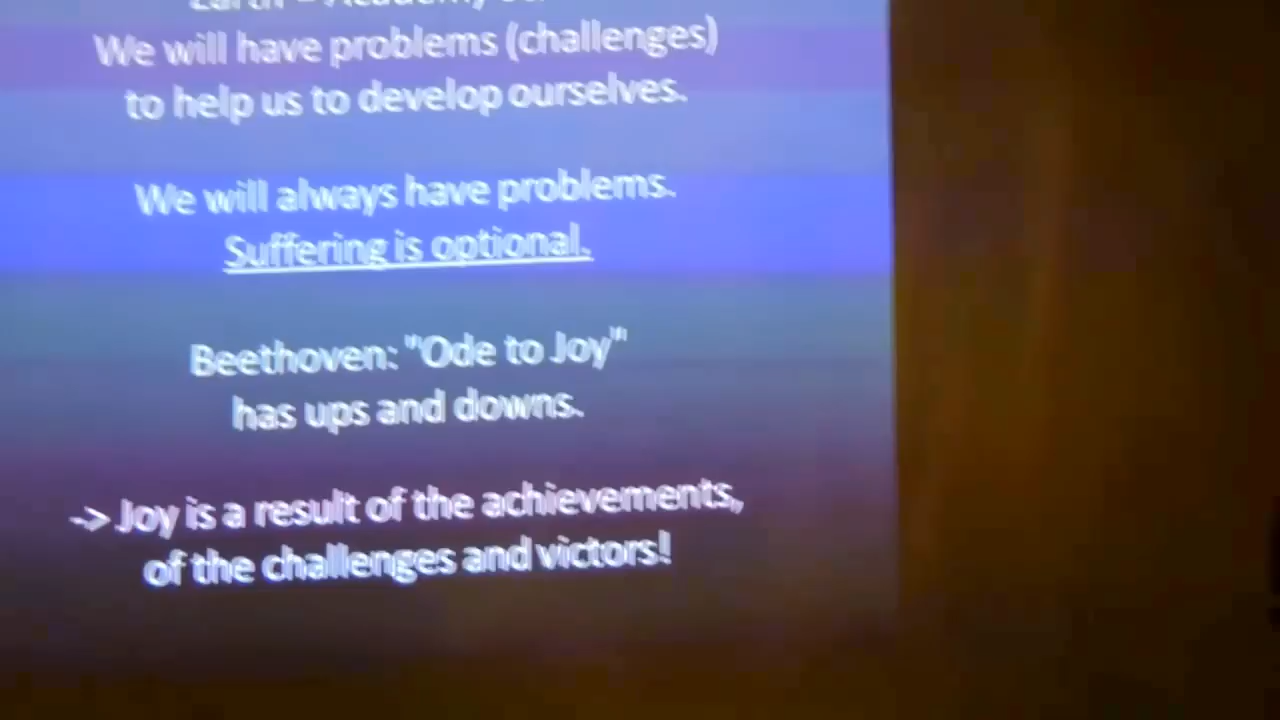 Earth = Academy
We will have problems (challenges)
to help us to develop ourselves.
We will always have problems.
Suffering is optional.
Beethoven: "Ode to Joy"
has ups and downs.
-> Joy is a result of the achievements,
of the challenges and victors!